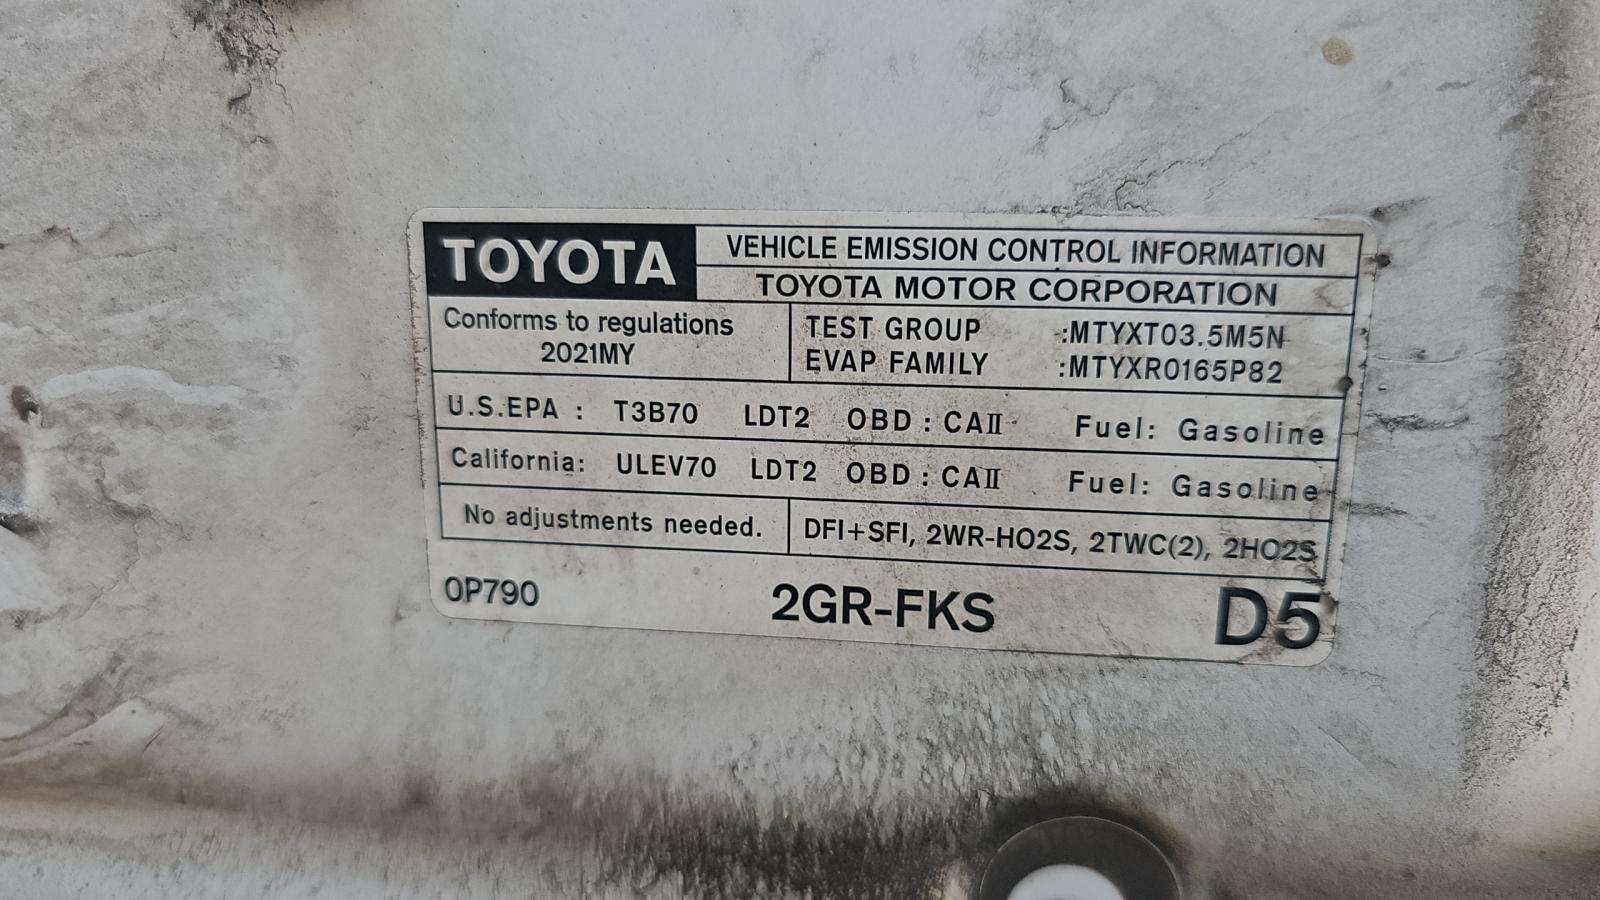 TOYOTA
VEHICLE EMISSION CONTROL INFORMATION
TOYOTA MOTOR CORPORATION
Conforms to regulations
2021MY
TEST GROUP :MTYXT03.5M5N
EVAP FAMILY :MTYXR0165P82
U.S.EPA : T3B70 LDT2 OBD : CAⅡ Fuel: Gasoline
California: ULEV70 LDT2 OBD : CAⅡ Fuel: Gasoline
No adjustments needed.
DFI+SFI, 2WR-HO2S, 2TWC(2), 2HO2S
0P790 2GR-FKS D5